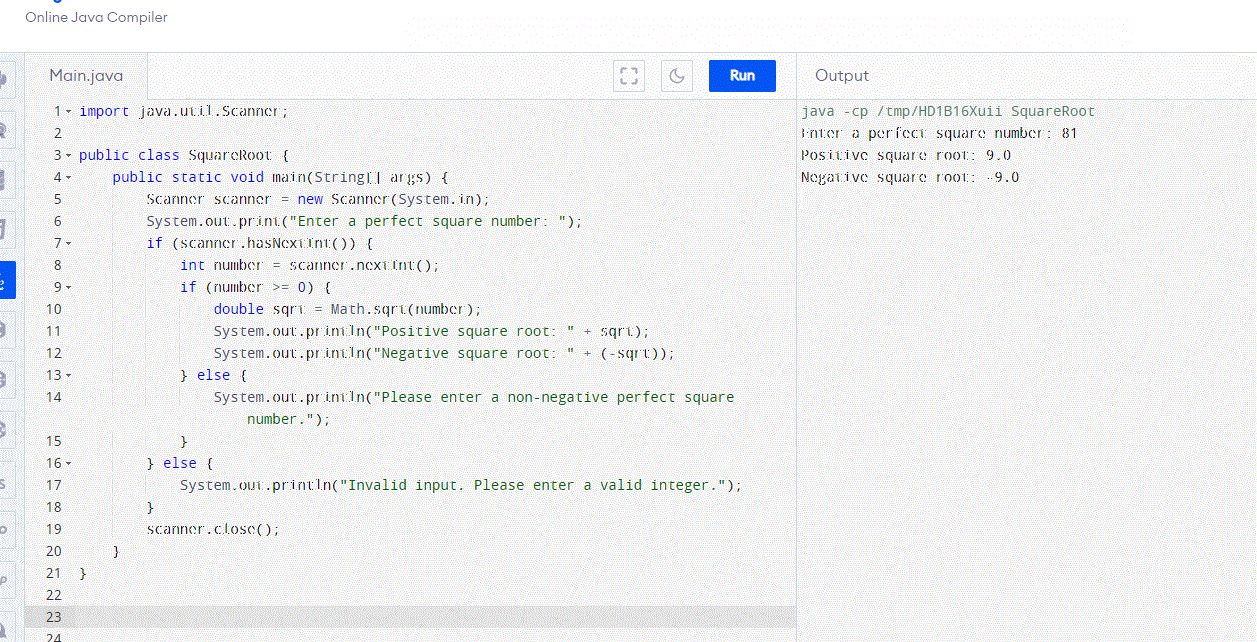 Online Java Compiler
Main.java
Run
Output
1 import java.util.Scanner;
2
3 public class SquareRoot {
4 public static void main(String[] args) {
5 Scanner scanner = new Scanner(System.in);
6 System.out.print("Enter a perfect square number: ");
7 if (scanner.hasNextInt()) {
8 int number = scanner.nextInt();
9 if (number >= 0) {
10 double sqrt = Math.sqrt(number);
11 System.out.println("Positive square root: " + sqrt);
12 System.out.println("Negative square root: " + (-sqrt));
13 } else {
14 System.out.println("Please enter a non-negative perfect square
number.");
15 }
16 } else {
17 System.out.println("Invalid input. Please enter a valid integer.");
18 }
19 scanner.close();
20 }
21 }
22
23
24
java -cp /tmp/HD1B16Xuii SquareRoot
Enter a perfect square number: 81
Positive square root: 9.0
Negative square root: -9.0